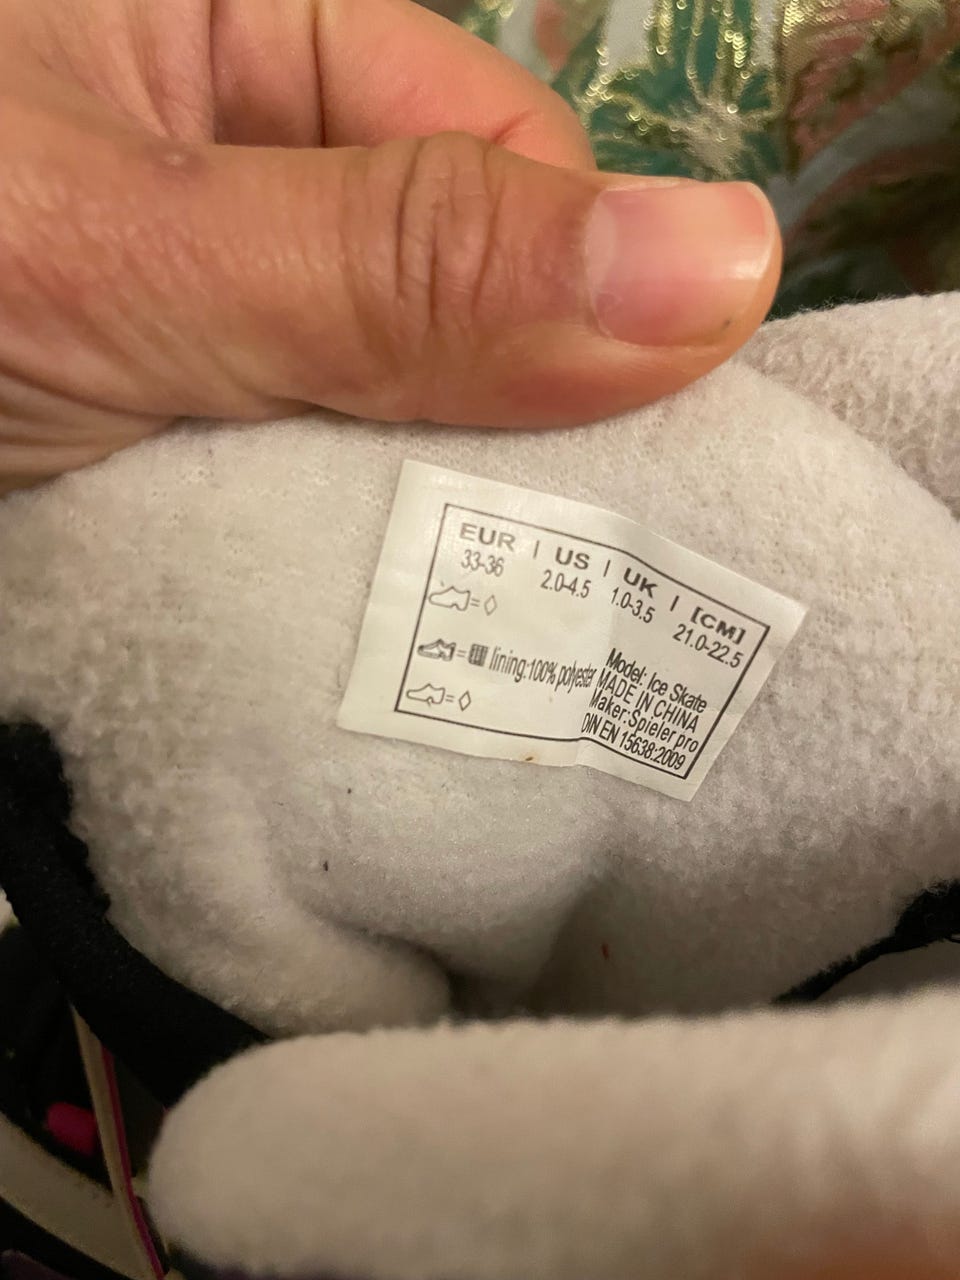 EUR | US | UK | [CM]
33-36 2.0-4.5 1.0-3.5 21.0-22.5
= ◊
= lining:100% polyester
= ◊
Model: Ice Skate
MADE IN CHINA
Maker:Spieler pro
DIN EN 15638:2009